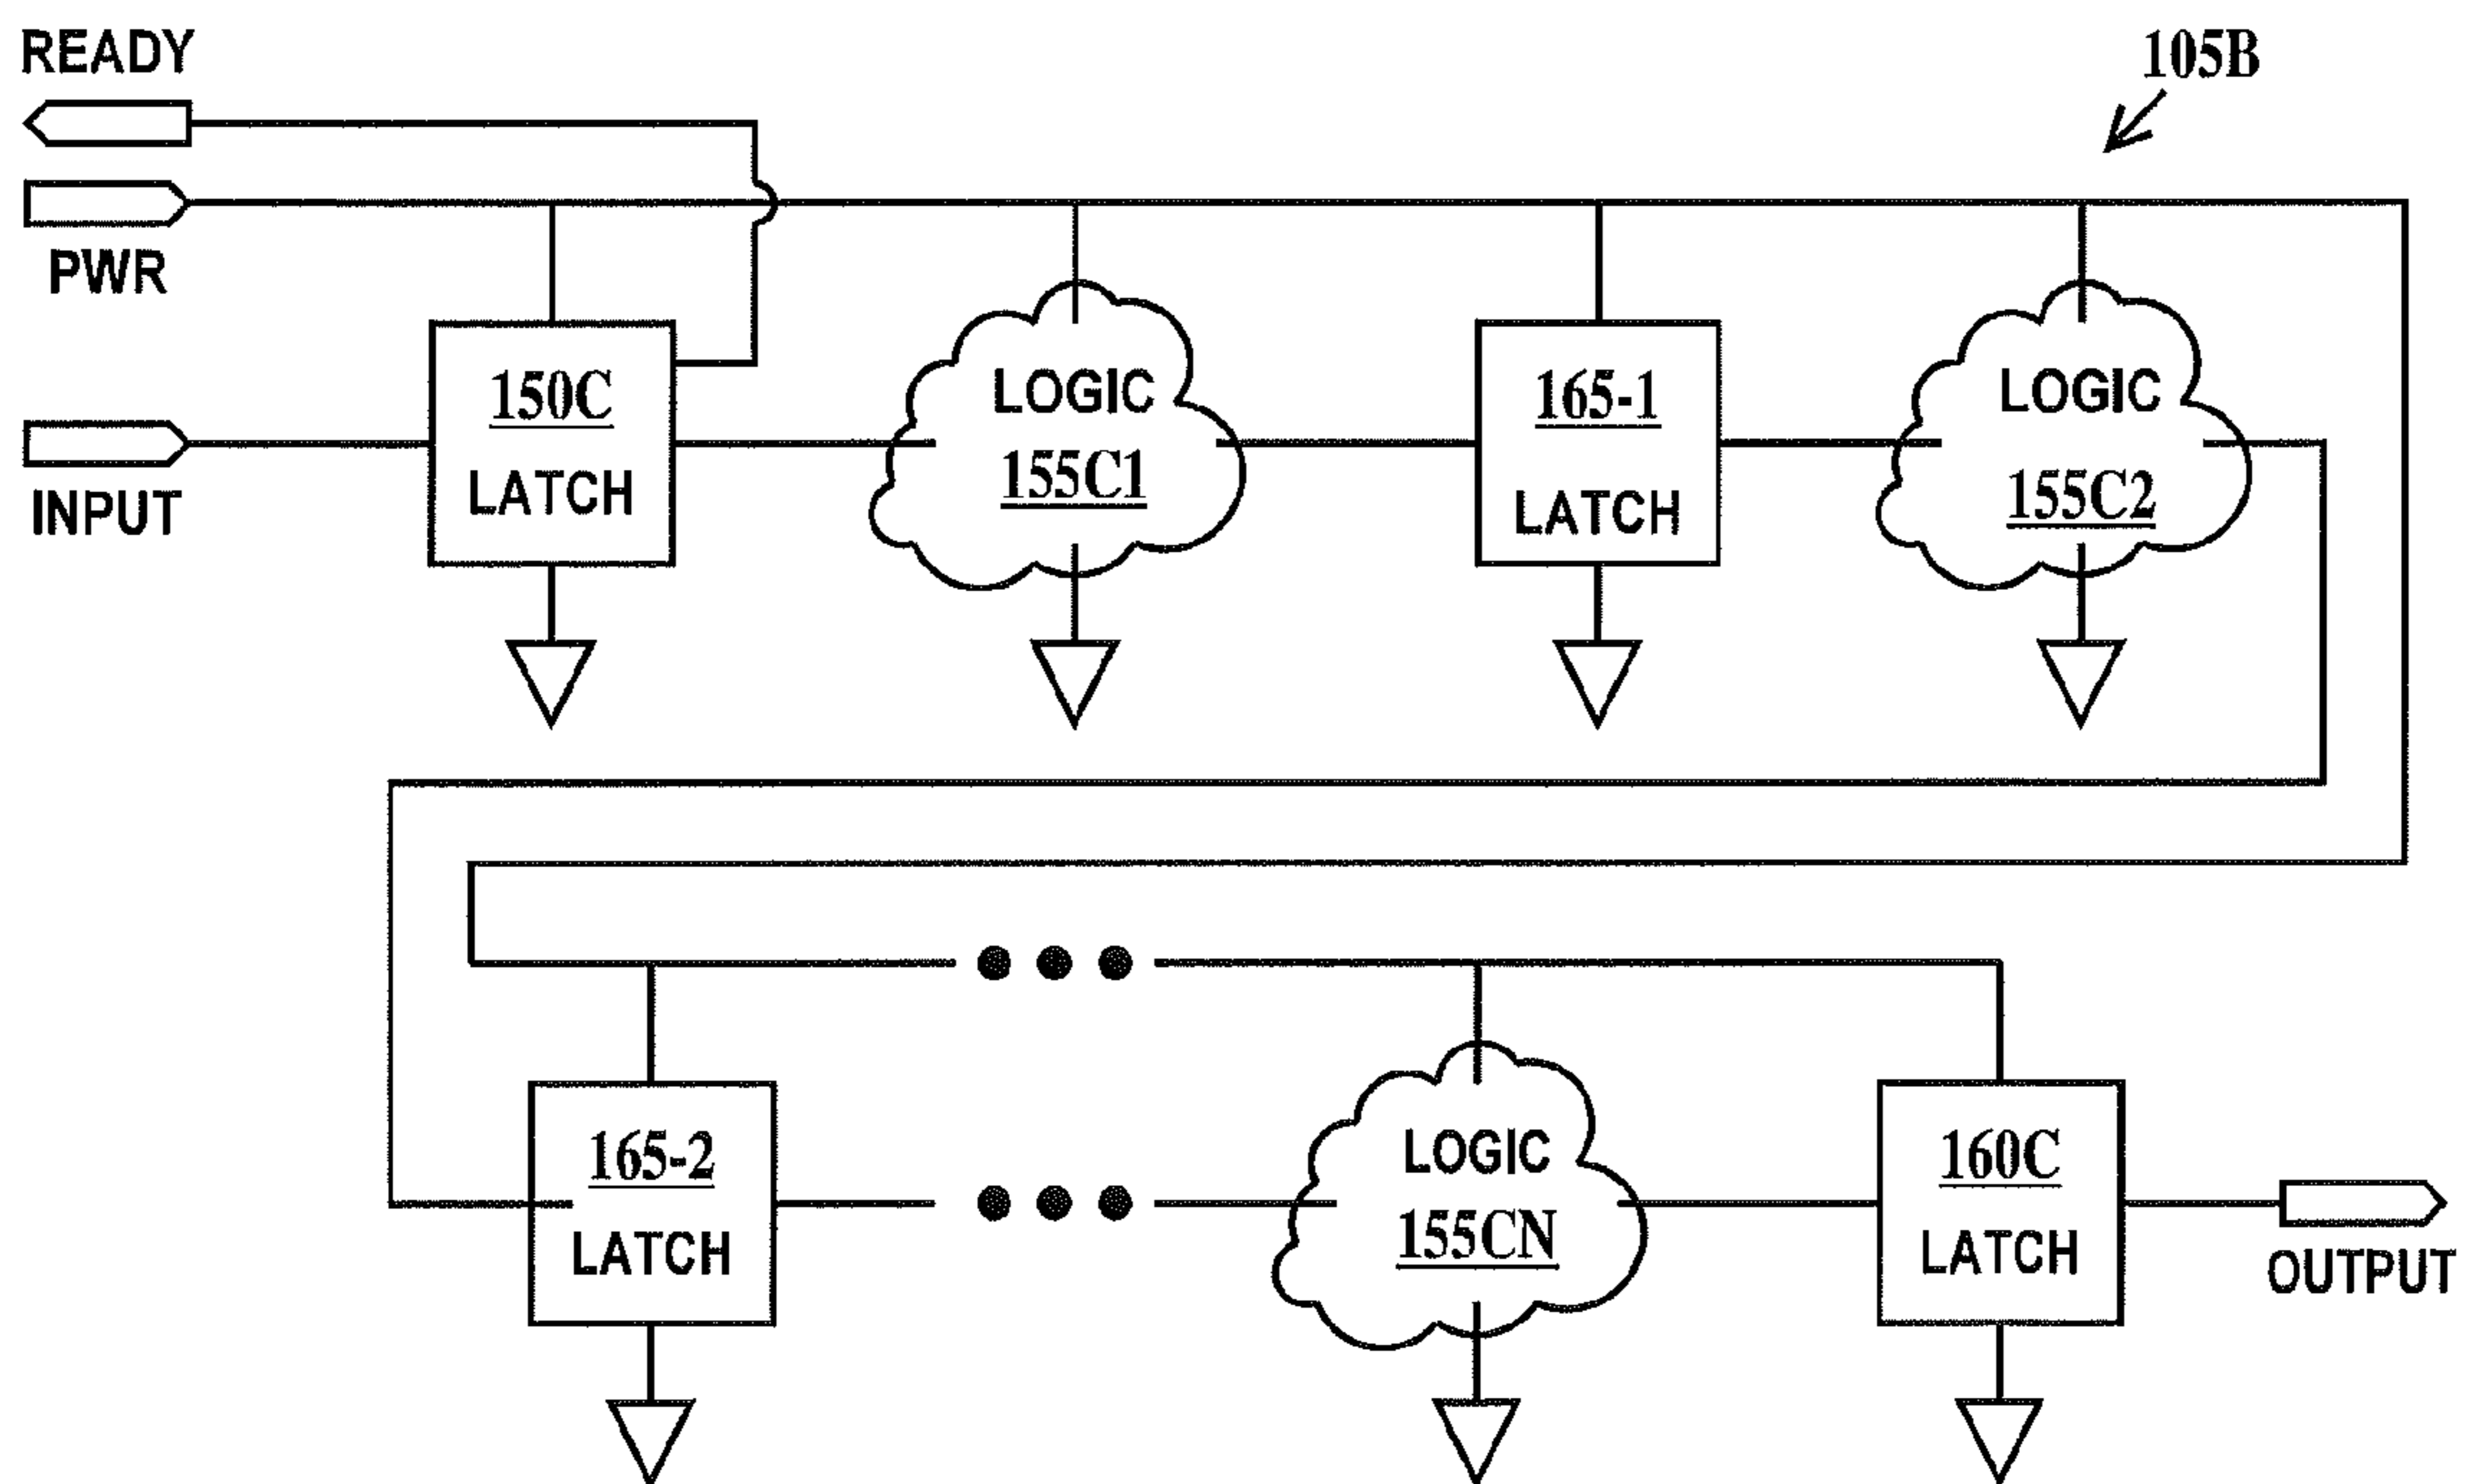 READY
105B
PWR
INPUT
150C
LATCH
LOGIC
155C1
165-1
LATCH
LOGIC
155C2
165-2
LATCH
LOGIC
155CN
160C
LATCH
OUTPUT